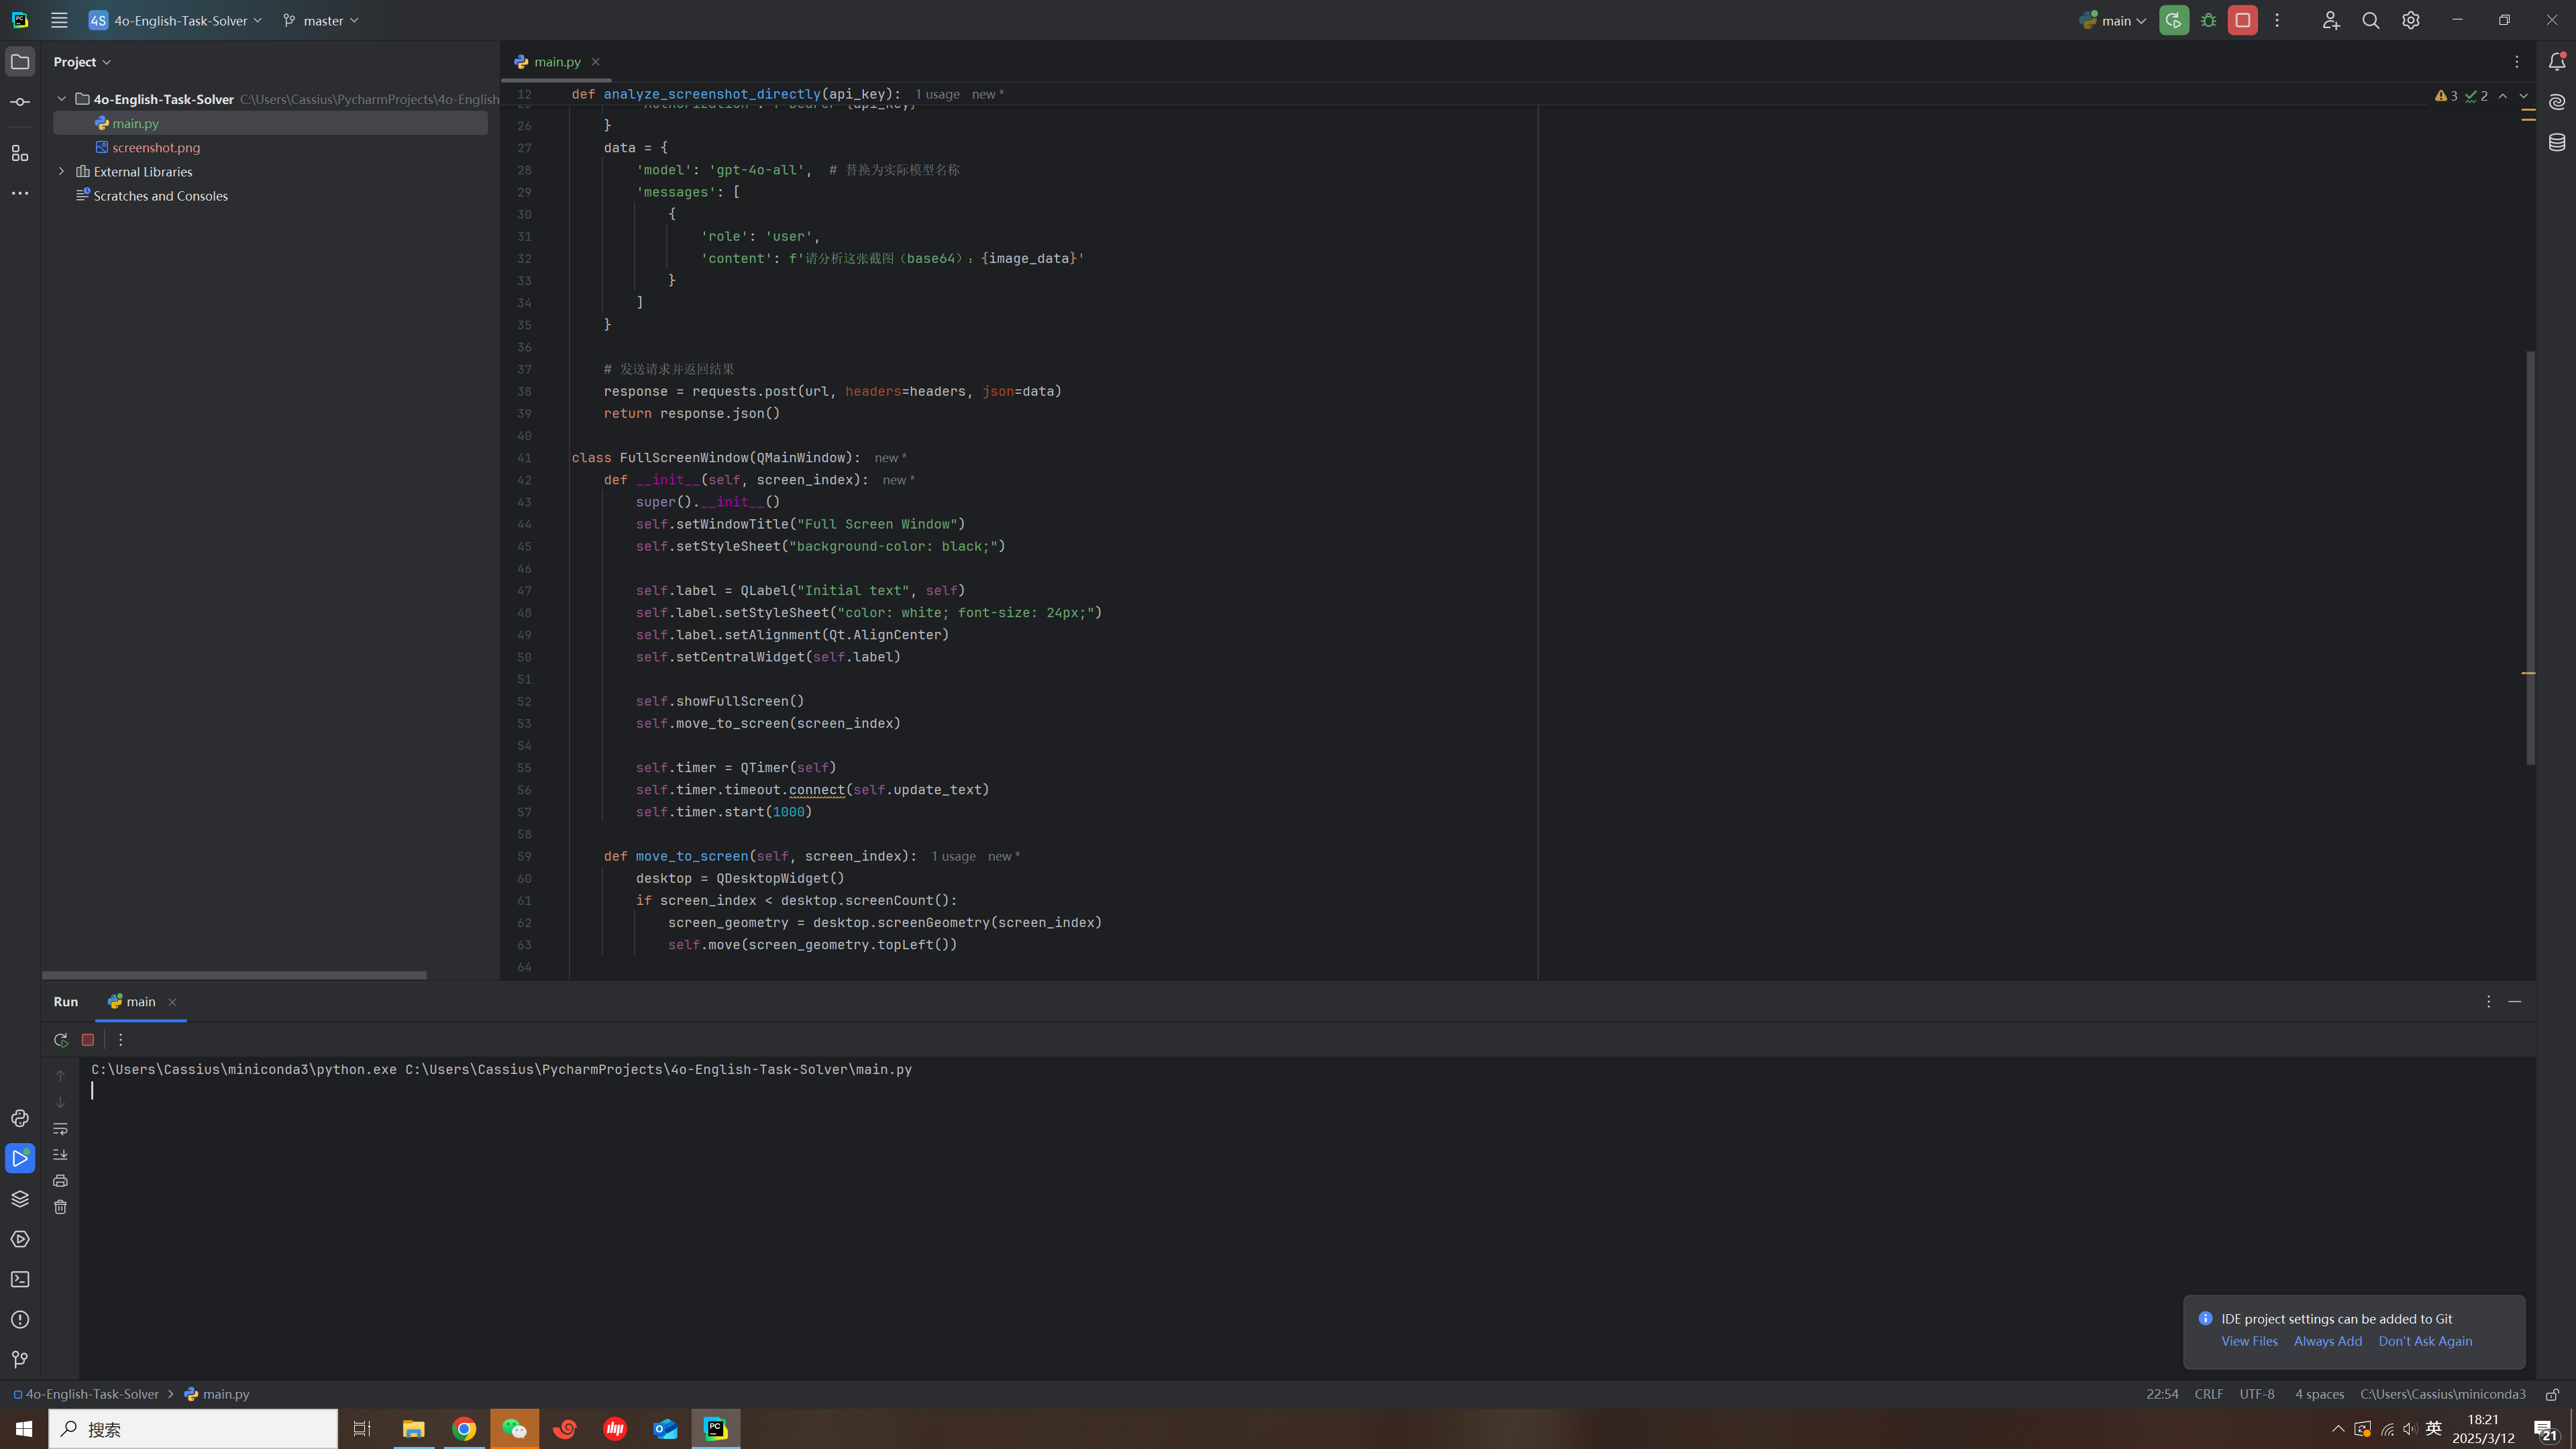 4S 4o-English-Task-Solver master main
Project
4o-English-Task-Solver C:\Users\Cassius\PycharmProjects\4o-English
main.py
screenshot.png
External Libraries
Scratches and Consoles
main.py
12 def analyze_screenshot_directly(api_key): 1 usage new *
3 2
26 }
27 data = {
28 'model': 'gpt-4o-all', # 替换为实际模型名称
29 'messages': [
30 {
31 'role': 'user',
32 'content': f'请分析这张截图（base64）：{image_data}'
33 }
34 ]
35 }
36
37 # 发送请求并返回结果
38 response = requests.post(url, headers=headers, json=data)
39 return response.json()
40
41 class FullScreenWindow(QMainWindow): new *
42 def __init__(self, screen_index): new *
43 super().__init__()
44 self.setWindowTitle("Full Screen Window")
45 self.setStyleSheet("background-color: black;")
46
47 self.label = QLabel("Initial text", self)
48 self.label.setStyleSheet("color: white; font-size: 24px;")
49 self.label.setAlignment(Qt.AlignCenter)
50 self.setCentralWidget(self.label)
51
52 self.showFullScreen()
53 self.move_to_screen(screen_index)
54
55 self.timer = QTimer(self)
56 self.timer.timeout.connect(self.update_text)
57 self.timer.start(1000)
58
59 def move_to_screen(self, screen_index): 1 usage new *
60 desktop = QDesktopWidget()
61 if screen_index < desktop.screenCount():
62 screen_geometry = desktop.screenGeometry(screen_index)
63 self.move(screen_geometry.topLeft())
64
Run main
C:\Users\Cassius\miniconda3\python.exe C:\Users\Cassius\PycharmProjects\4o-English-Task-Solver\main.py
IDE project settings can be added to Git
View Files Always Add Don't Ask Again
4o-English-Task-Solver main.py 22:54 CRLF UTF-8 4 spaces C:\Users\Cassius\miniconda3
搜索 英 18:21
2025/3/12 21